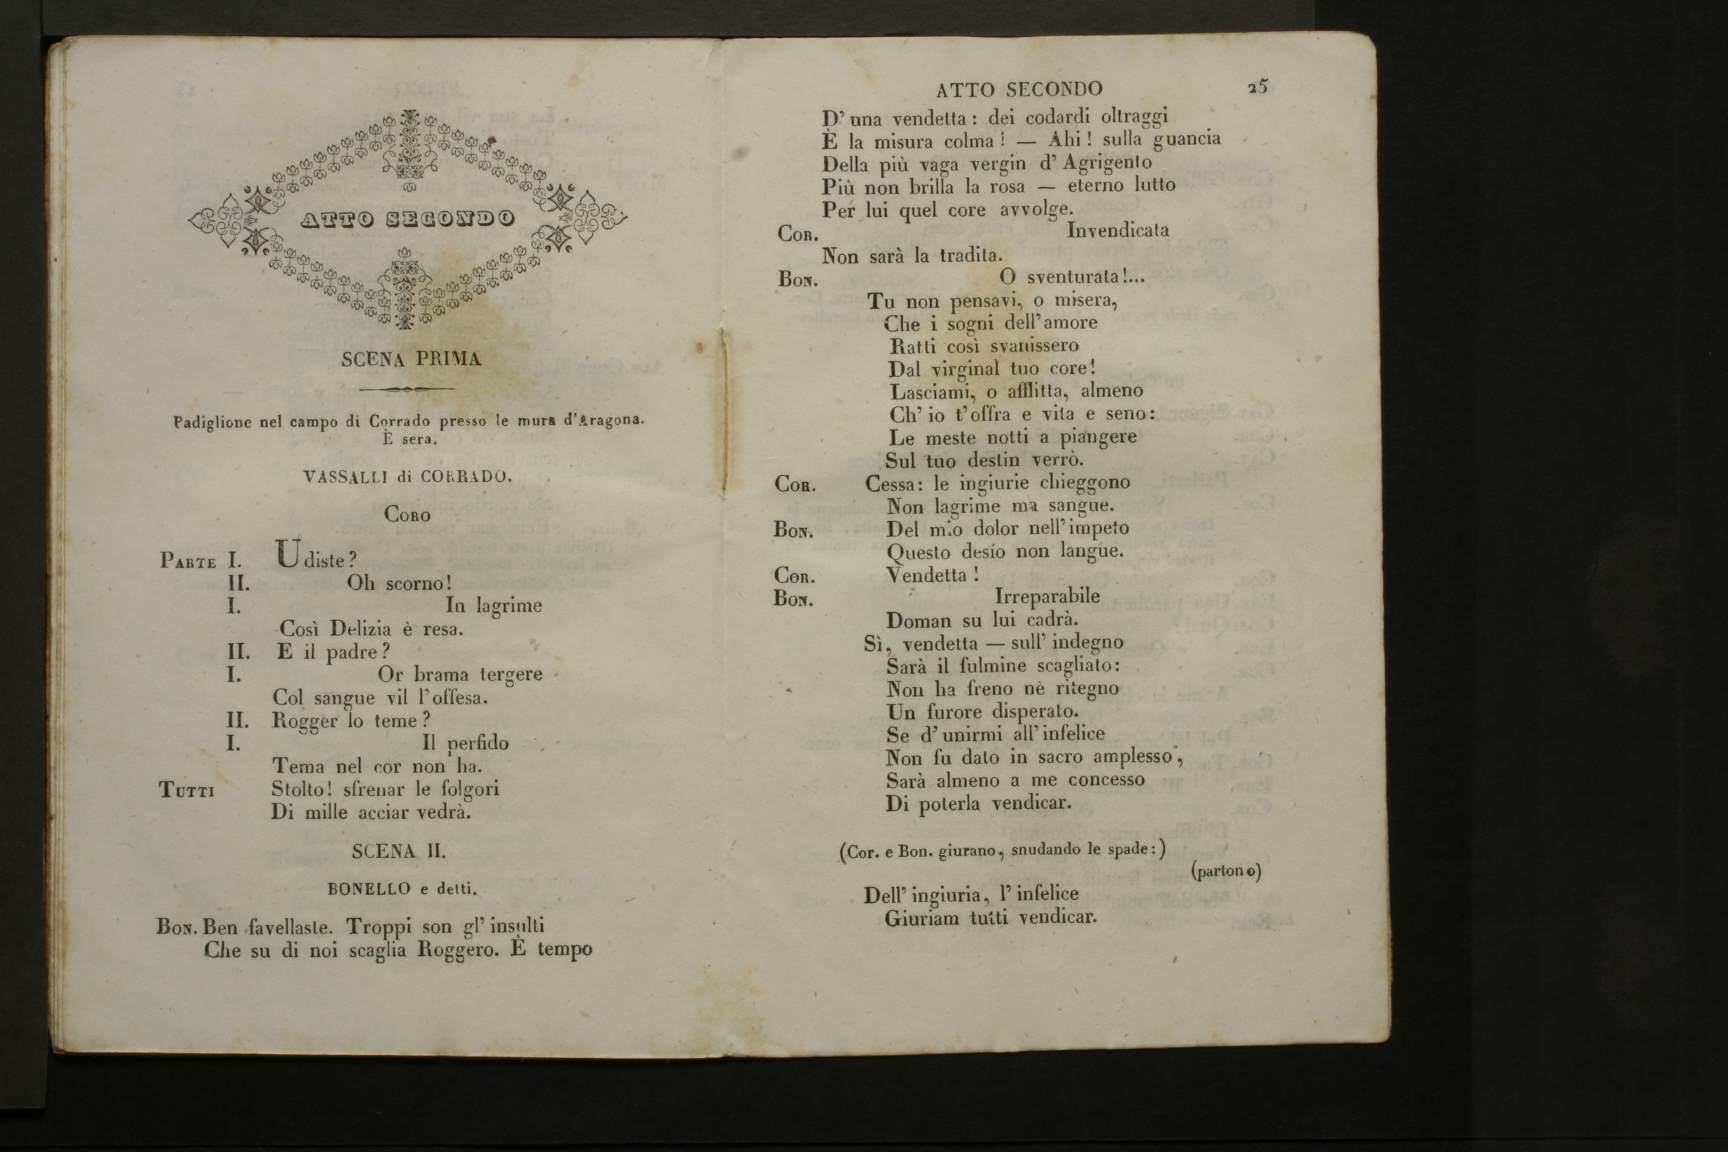 ATTO SECONDO
SCENA PRIMA
Padiglione nel campo di Corrado presso le mura d'Aragona.
È sera.
VASSALLI di CORRADO.
CORO
PARTE I. Udiste?
II. Oh scorno!
I. In lagrime
Così Delizia è resa.
II. E il padre?
I. Or brama tergere
Col sangue vil l'offesa.
II. Rogger lo teme?
I. Il perfido
Tema nel cor non ha.
TUTTI Stolto! sfrenar le folgori
Di mille acciar vedrà.
SCENA II.
BONELLO e detti.
BON. Ben favellaste. Troppi son gl'insulti
Che su di noi scaglia Roggero. È tempo
ATTO SECONDO 25
D'una vendetta: dei codardi oltraggi
È la misura colma! — Ahi! sulla guancia
Della più vaga vergin d'Agrigento
Più non brilla la rosa — eterno lutto
Per lui quel core avvolge.
COR. Invendicata
Non sarà la tradita.
BON. O sventurata!...
Tu non pensavi, o misera,
Che i sogni dell'amore
Ratti così svanissero
Dal virginal tuo core!
Lasciami, o afflitta, almeno
Ch'io t'offra e vita e seno:
Le meste notti a piangere
Sul tuo destin verrò.
COR. Cessa: le ingiurie chieggono
Non lagrime ma sangue.
BON. Del mio dolor nell'impeto
Questo desío non langue.
COR. Vendetta!
BON. Irreparabile
Doman su lui cadrà.
Sì, vendetta — sull'indegno
Sarà il fulmine scagliato:
Non ha freno nè ritegno
Un furore disperato.
Se d'unirmi all'infelice
Non fu dato in sacro amplesso,
Sarà almeno a me concesso
Di poterla vendicar.
(Cor. e Bon. giurano, snudando le spade:)
(partono)
Dell'ingiuria, l'infelice
Giuriam tutti vendicar.